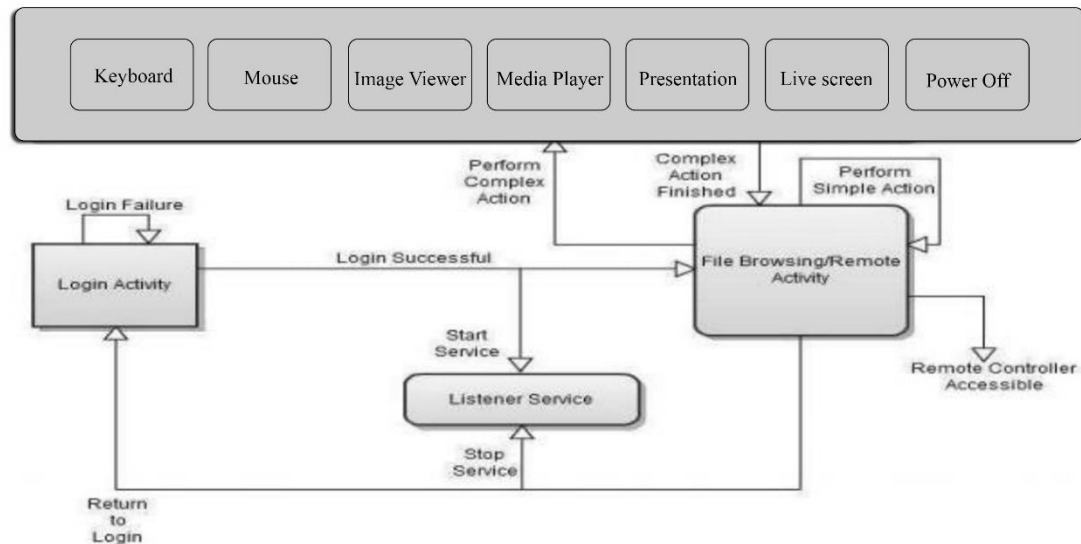 Keyboard
Mouse
Image Viewer
Media Player
Presentation
Live screen
Power Off
Perform
Complex
Action
Complex
Action
Finished
Perform
Simple Action
Login Failure
Login Activity
Login Successful
File Browsing/Remote
Activity
Start
Service
Remote Controller
Accessible
Listener Service
Stop
Service
Return
to
Login